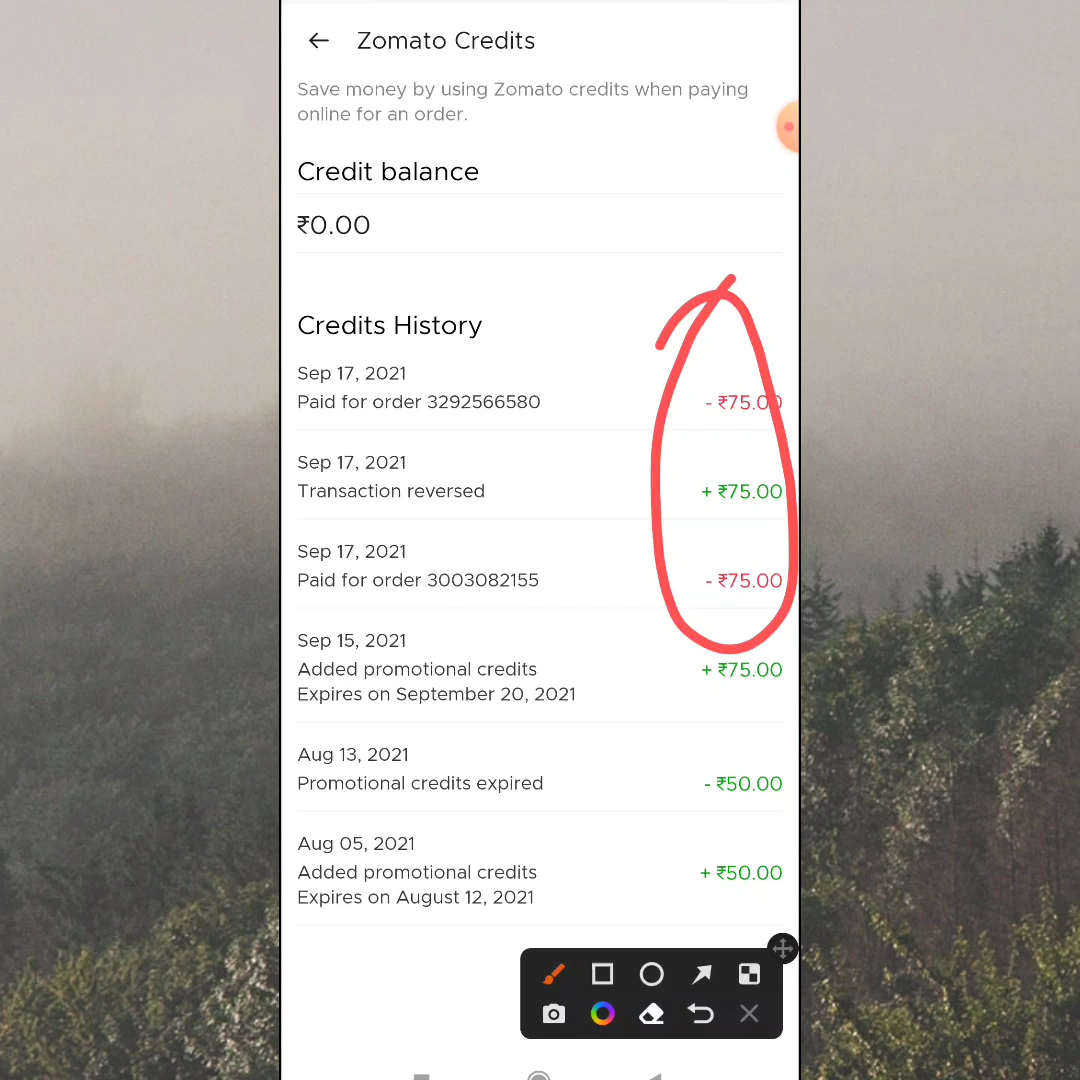 Zomato Credits
Save money by using Zomato credits when paying
online for an order.
Credit balance
₹0.00
Credits History
Sep 17, 2021
Paid for order 3292566580 - ₹75.00
Sep 17, 2021
Transaction reversed + ₹75.00
Sep 17, 2021
Paid for order 3003082155 - ₹75.00
Sep 15, 2021
Added promotional credits + ₹75.00
Expires on September 20, 2021
Aug 13, 2021
Promotional credits expired - ₹50.00
Aug 05, 2021
Added promotional credits + ₹50.00
Expires on August 12, 2021